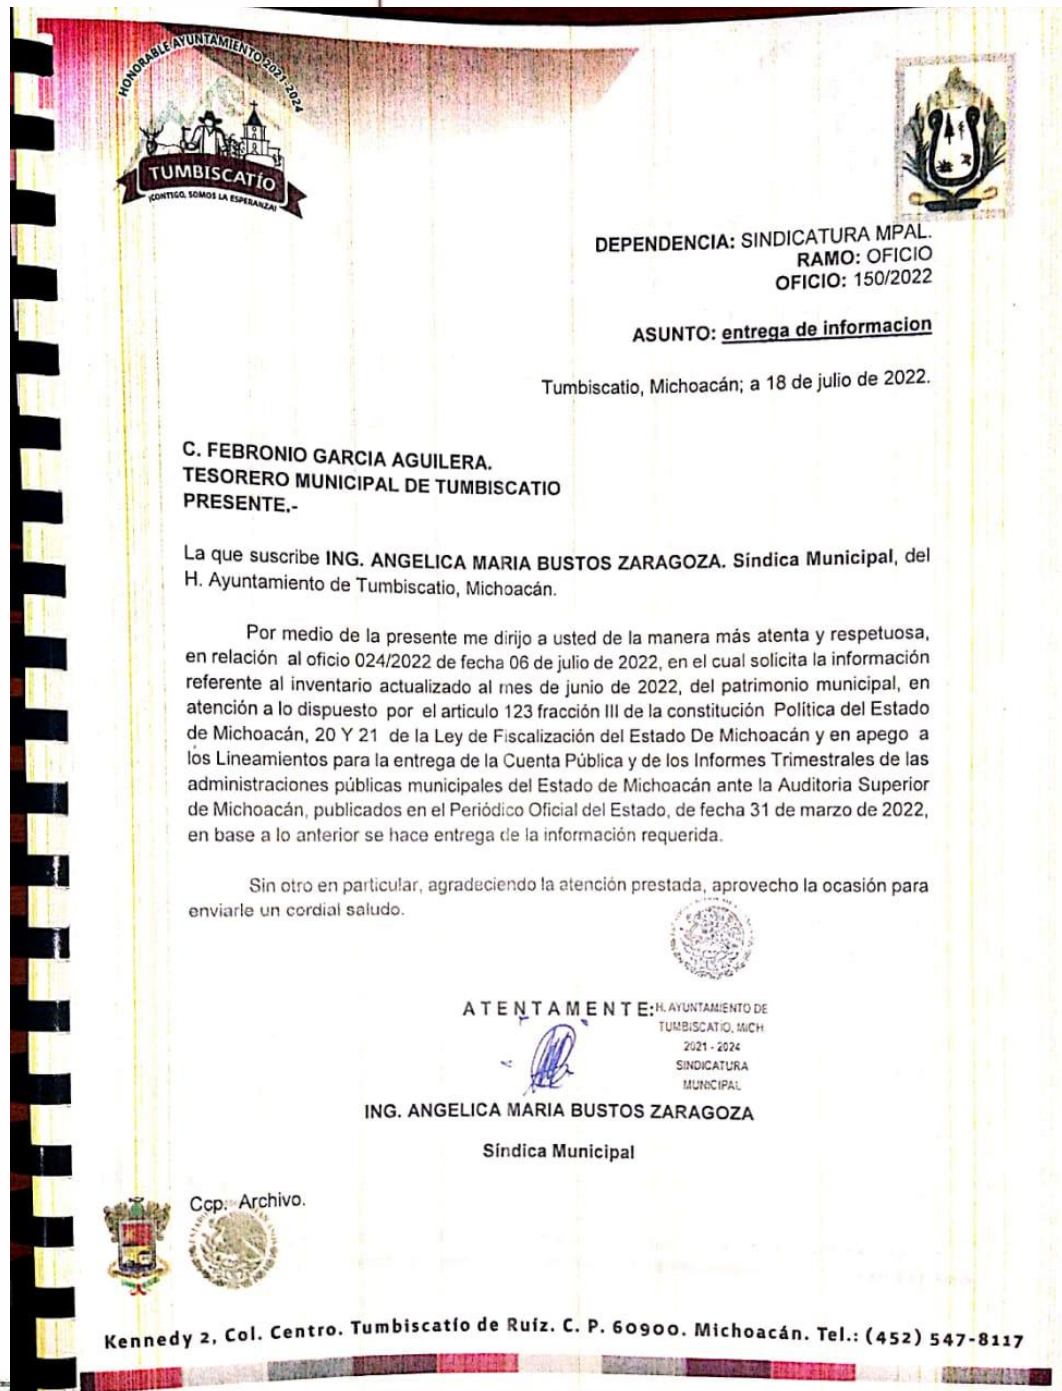 HONORABLE AYUNTAMIENTO 2021-2024
TUMBISCATÍO
¡CONTIGO, SOMOS LA ESPERANZA!
DEPENDENCIA: SINDICATURA MPAL.
RAMO: OFICIO
OFICIO: 150/2022
ASUNTO: entrega de informacion
Tumbiscatio, Michoacán; a 18 de julio de 2022.
C. FEBRONIO GARCIA AGUILERA.
TESORERO MUNICIPAL DE TUMBISCATIO
PRESENTE.-
La que suscribe ING. ANGELICA MARIA BUSTOS ZARAGOZA. Síndica Municipal, del
H. Ayuntamiento de Tumbiscatio, Michoacán.
Por medio de la presente me dirijo a usted de la manera más atenta y respetuosa,
en relación al oficio 024/2022 de fecha 06 de julio de 2022, en el cual solicita la información
referente al inventario actualizado al mes de junio de 2022, del patrimonio municipal, en
atención a lo dispuesto por el articulo 123 fracción III de la constitución Política del Estado
de Michoacán, 20 Y 21 de la Ley de Fiscalización del Estado De Michoacán y en apego a
los Lineamientos para la entrega de la Cuenta Pública y de los Informes Trimestrales de las
administraciones públicas municipales del Estado de Michoacán ante la Auditoria Superior
de Michoacán, publicados en el Periódico Oficial del Estado, de fecha 31 de marzo de 2022,
en base a lo anterior se hace entrega de la información requerida.
Sin otro en particular, agradeciendo la atención prestada, aprovecho la ocasión para
enviarle un cordial saludo.
A T E N T A M E N T E:
H. AYUNTAMIENTO DE
TUMBISCATIO, MICH
2021 - 2024
SINDICATURA
MUNICIPAL
ING. ANGELICA MARIA BUSTOS ZARAGOZA
Síndica Municipal
Ccp. Archivo.
Kennedy 2, Col. Centro. Tumbiscatío de Ruíz. C. P. 60900. Michoacán. Tel.: (452) 547-8117